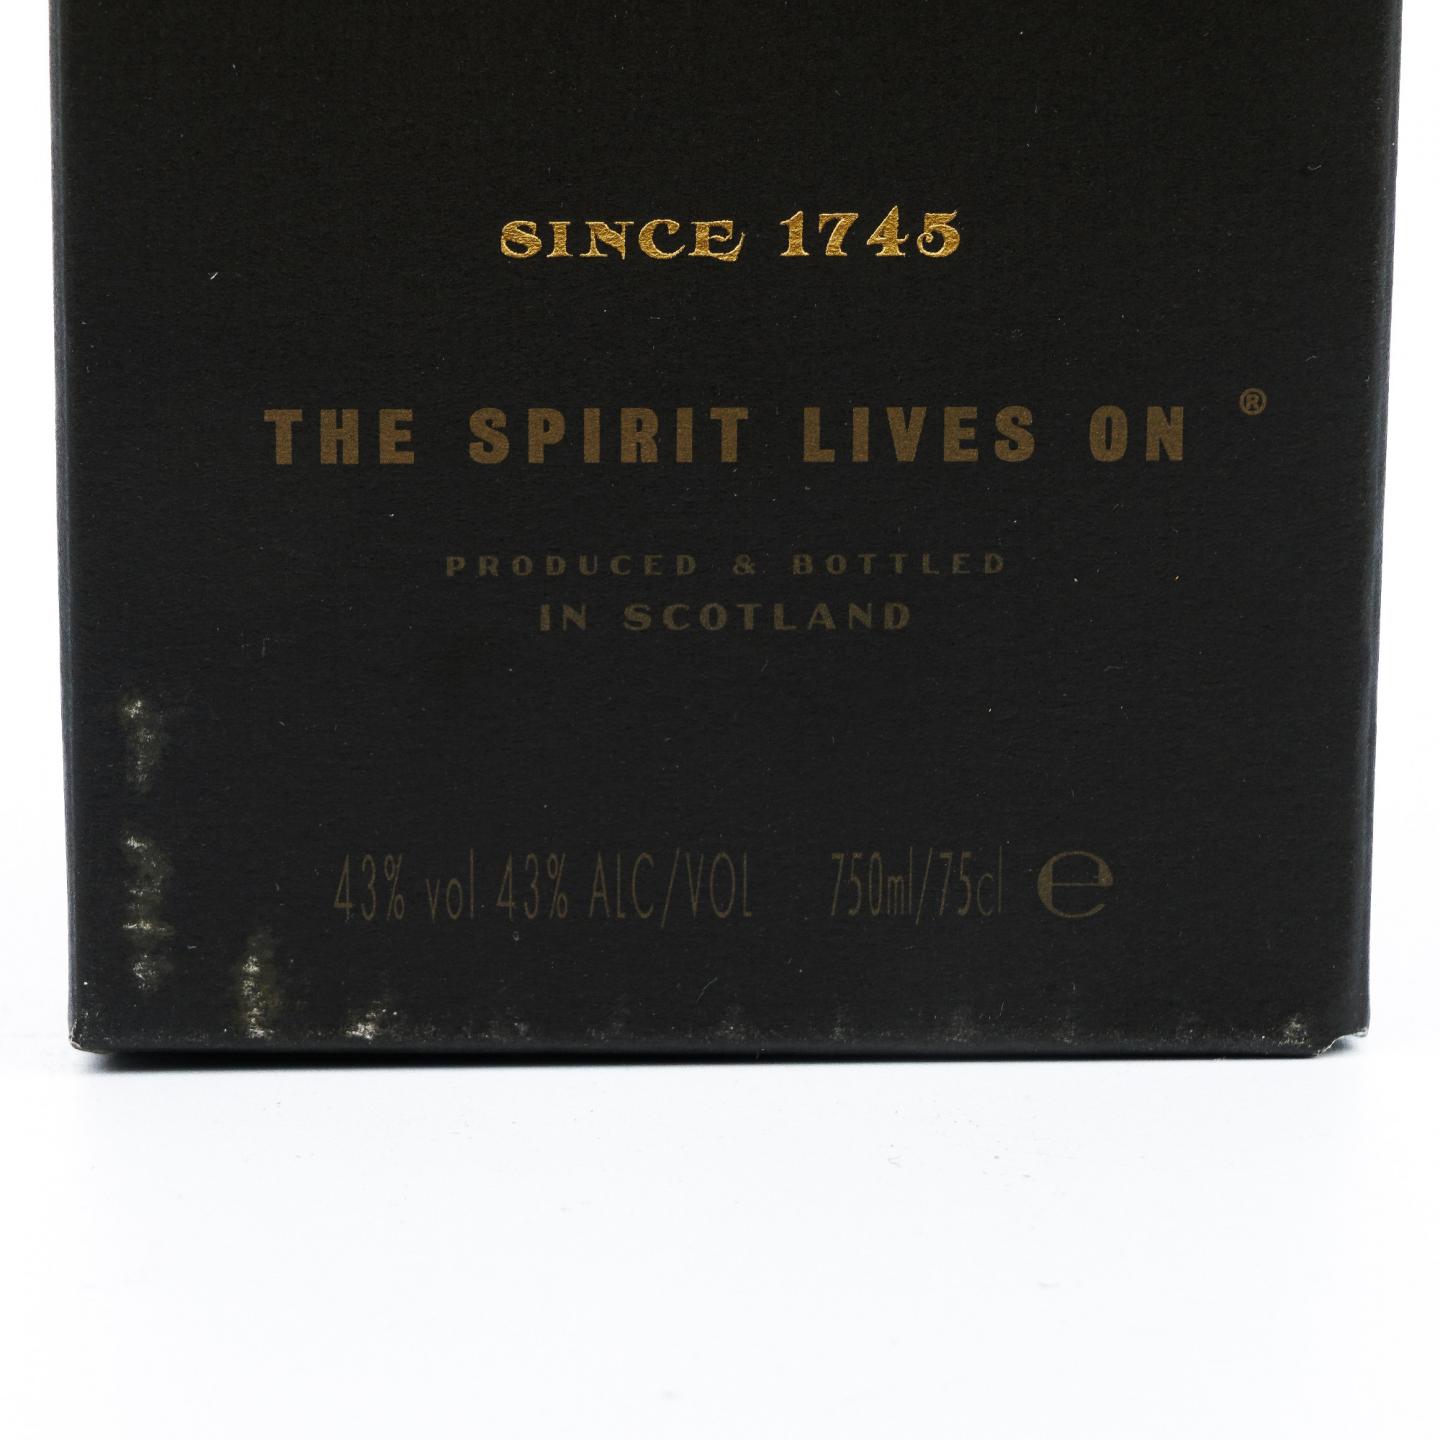 SINCE 1745
THE SPIRIT LIVES ON ®
PRODUCED & BOTTLED
IN SCOTLAND
43% vol 43% ALC/VOL 750ml/75cl ℮